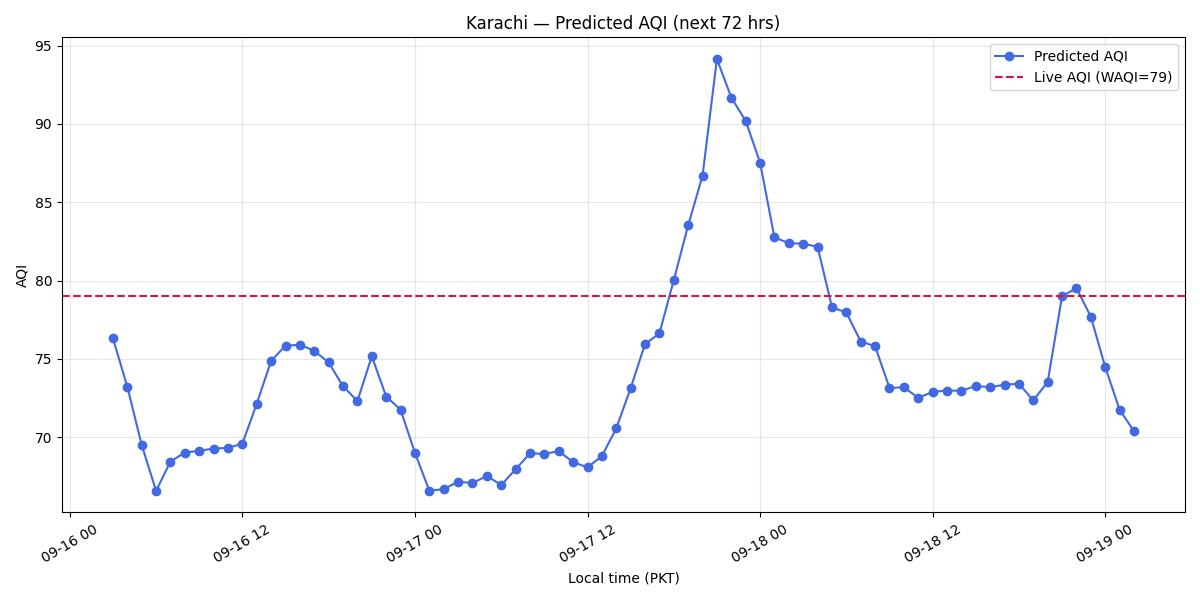 Karachi — Predicted AQI (next 72 hrs)
Predicted AQI
Live AQI (WAQI=79)
AQI
95
90
85
80
75
70
09-16 00
09-16 12
09-17 00
09-17 12
09-18 00
09-18 12
09-19 00
Local time (PKT)